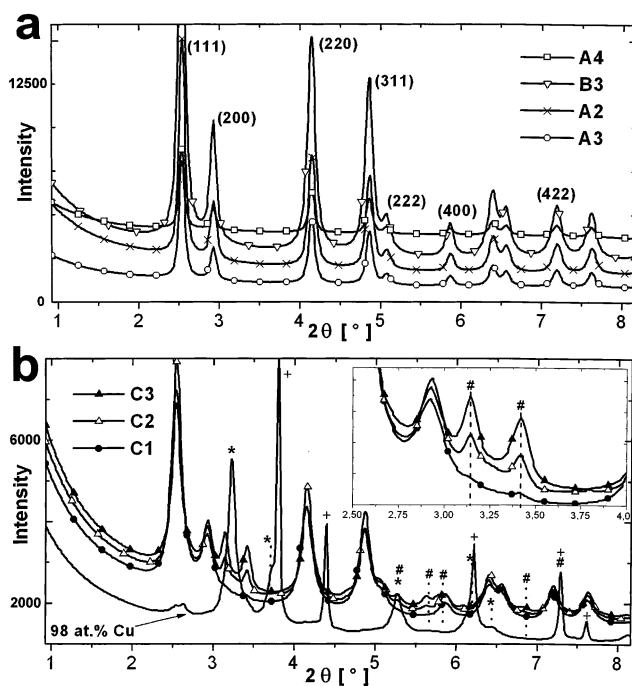 a
(111)
(200)
(220)
(311)
(222)
(400)
(422)
A4
B3
A2
A3
Intensity
12500
0
1 2 3 4 5 6 7 8
2θ [ ° ]
b
C3
C2
C1
* * + + # * # # * + * # + +
# #
2.50 2.75 3.00 3.25 3.50 3.75 4.0
Intensity
6000
2000
98 at.% Cu
1 2 3 4 5 6 7 8
2θ [ ° ]